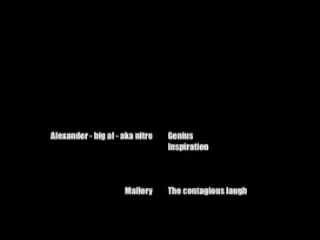 Alexander - big al - aka nitro Genius
Inspiration
Mallory The contagious laugh